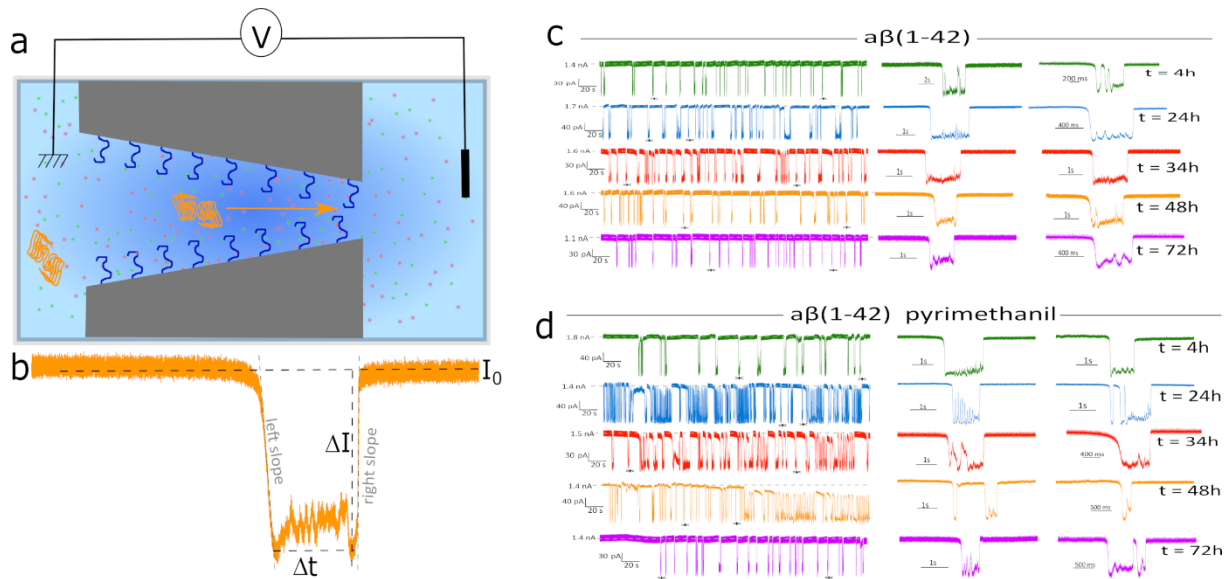 a
V
b
I0
left slope
ΔI
right slope
Δt
c
aβ(1-42)
1.4 nA
30 pA
20 s
2s
200 ms
t = 4h
1.7 nA
40 pA
20 s
1s
400 ms
t = 24h
1.6 nA
30 pA
20 s
1s
1s
t = 34h
1.6 nA
40 pA
20 s
1s
1s
t = 48h
1.1 nA
30 pA
20 s
1s
400 ms
t = 72h
d
aβ(1-42) pyrimethanil
1.8 nA
40 pA
20 s
1s
1s
t = 4h
1.4 nA
40 pA
20 s
1s
1s
t = 24h
1.5 nA
30 pA
20 s
1s
400 ms
t = 34h
1.4 nA
40 pA
20 s
1s
500 ms
t = 48h
1.4 nA
30 pA
20 s
1s
500 ms
t = 72h